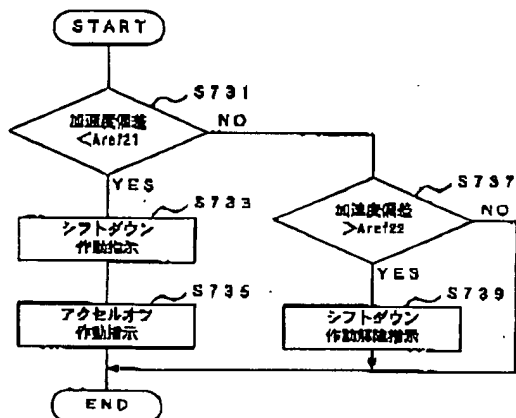 START
S731
加速度偏差
<Aref21
NO
YES
S733
シフトダウン
作動指示
S735
アクセルオフ
作動指示
S737
加速度偏差
>Aref22
NO
YES
S739
シフトダウン
作動解除指示
END